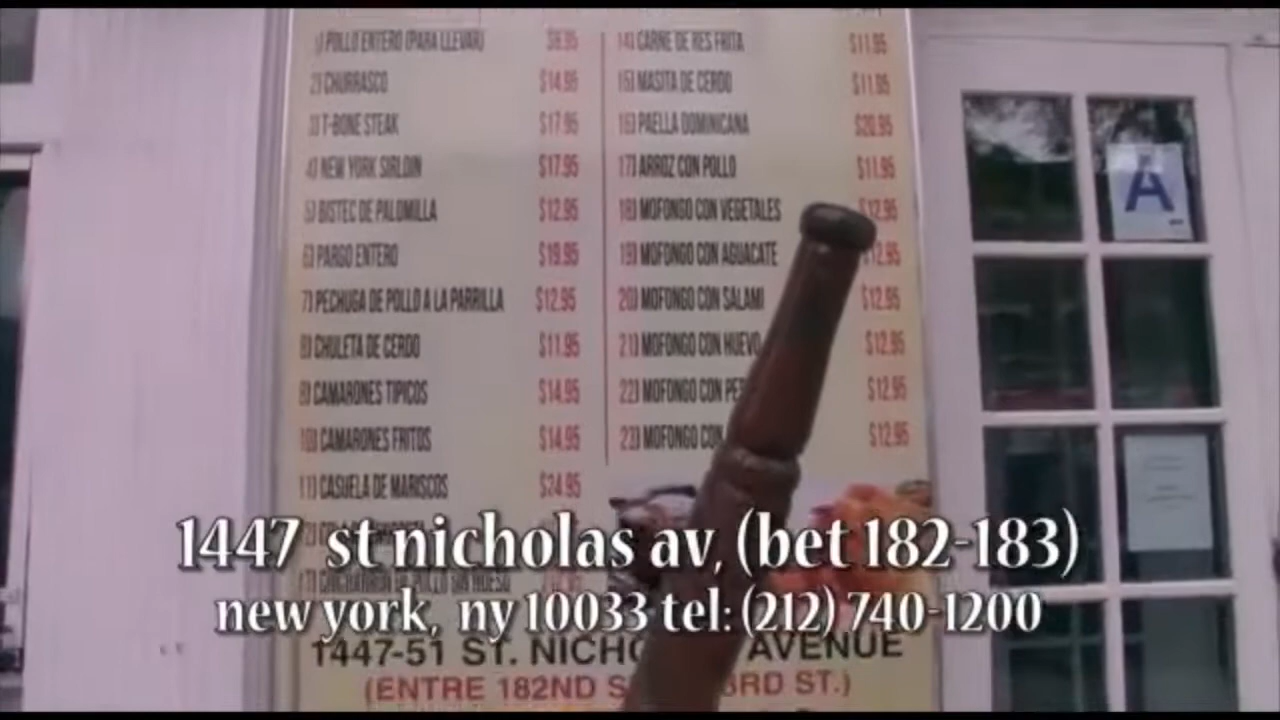 1) POLLO ENTERO (PARA LLEVAR) $8.95
2) CHURRASCO $14.95
3) T-BONE STEAK $17.95
4) NEW YORK SIRLOIN $17.95
5) BISTEC DE PALOMILLA $12.95
6) PARGO ENTERO $19.95
7) PECHUGA DE POLLO A LA PARRILLA $12.95
8) CHULETA DE CERDO $11.95
9) CAMARONES TIPICOS $14.95
10) CAMARONES FRITOS $14.95
11) CASUELA DE MARISCOS $24.95
14) CARNE DE RES FRITA $11.95
15) MASITA DE CERDO $11.95
16) PAELLA DOMINICANA $20.95
17) ARROZ CON POLLO $11.95
18) MOFONGO CON VEGETALES $12.95
19) MOFONGO CON AGUACATE 12.95
20) MOFONGO CON SALAMI $12.95
21) MOFONGO CON HUEVO $12.95
22) MOFONGO CON $12.95
23) MOFONGO CON $12.95
A
1447 st nicholas av, (bet 182-183)
new york, ny 10033 tel: (212) 740-1200
1447-51 ST. AVENUE
(ENTRE 182ND ST.)